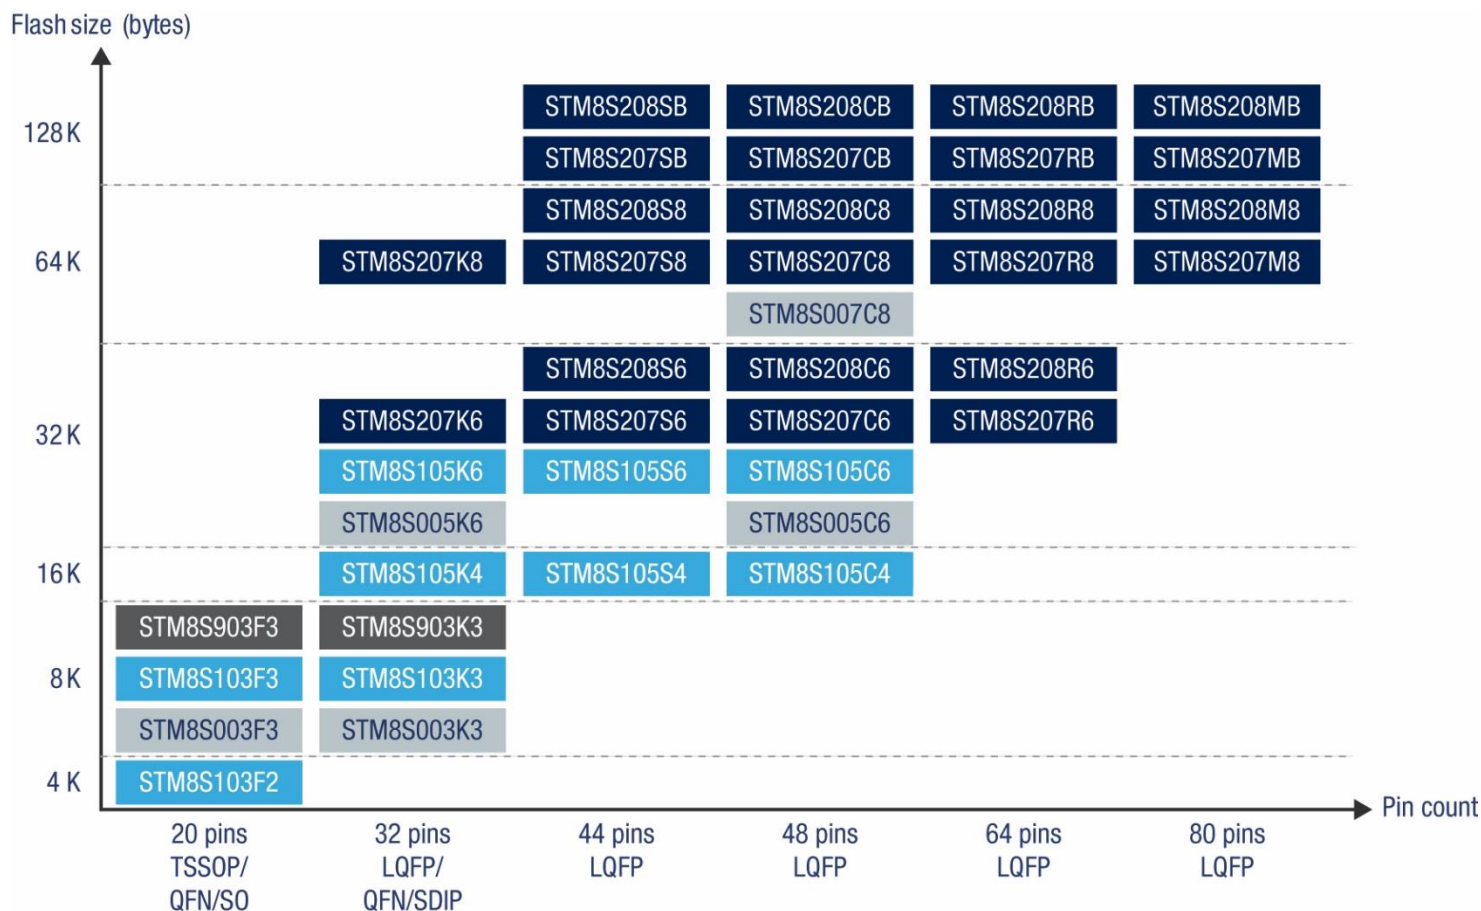 Flash size (bytes)
128 K
STM8S208SB STM8S208CB STM8S208RB STM8S208MB
STM8S207SB STM8S207CB STM8S207RB STM8S207MB
STM8S208S8 STM8S208C8 STM8S208R8 STM8S208M8
64 K STM8S207K8 STM8S207S8 STM8S207C8 STM8S207R8 STM8S207M8
STM8S007C8
STM8S208S6 STM8S208C6 STM8S208R6
32 K STM8S207K6 STM8S207S6 STM8S207C6 STM8S207R6
STM8S105K6 STM8S105S6 STM8S105C6
STM8S005K6 STM8S005C6
16 K STM8S105K4 STM8S105S4 STM8S105C4
STM8S903F3 STM8S903K3
8 K STM8S103F3 STM8S103K3
STM8S003F3 STM8S003K3
4 K STM8S103F2
Pin count
20 pins 32 pins 44 pins 48 pins 64 pins 80 pins
TSSOP/ LQFP/ LQFP LQFP LQFP LQFP
QFN/SO QFN/SDIP